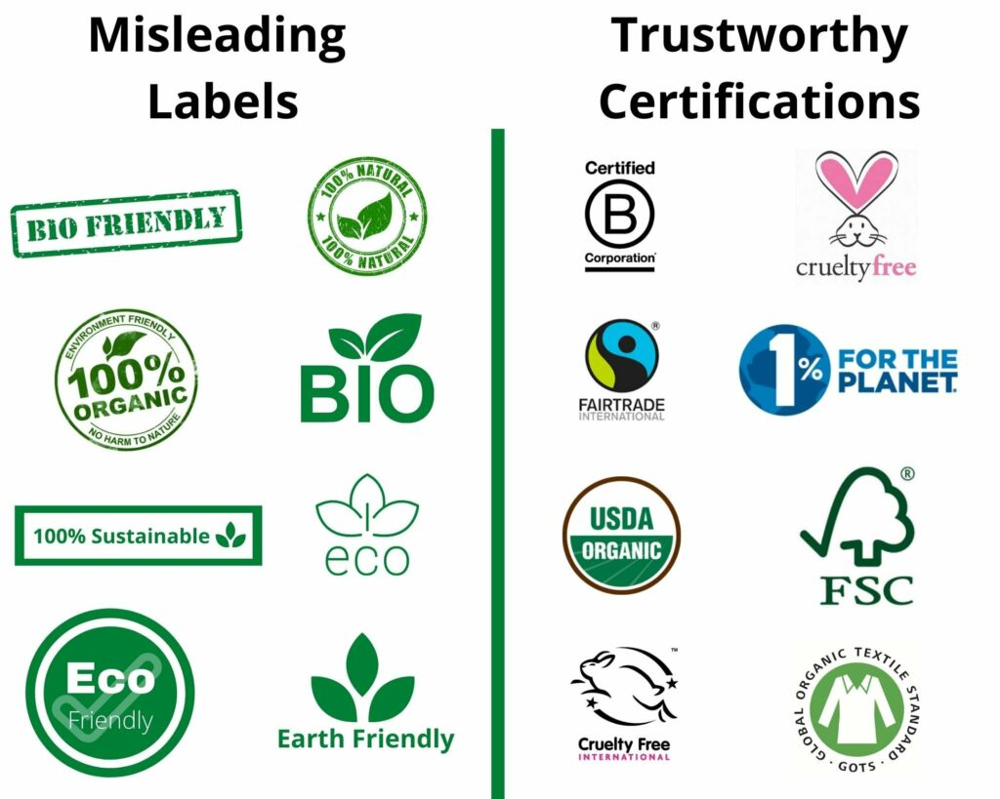 Misleading
Labels
BIO FRIENDLY
100% NATURAL
100% NATURAL
ENVIRONMENT FRIENDLY
100%
ORGANIC
NO HARM TO NATURE
BIO
100% Sustainable
eco
Eco
Friendly
Earth Friendly
Trustworthy
Certifications
Certified
B
Corporation
crueltyfree
®
FAIRTRADE
INTERNATIONAL
1%
FOR THE
PLANET.
USDA
ORGANIC
®
FSC
™
Cruelty Free
INTERNATIONAL
GLOBAL ORGANIC TEXTILE STANDARD
· GOTS ·